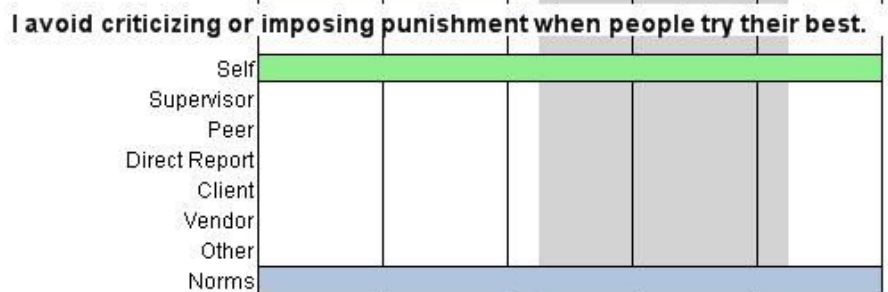 I avoid criticizing or imposing punishment when people try their best.
Self
Supervisor
Peer
Direct Report
Client
Vendor
Other
Norms